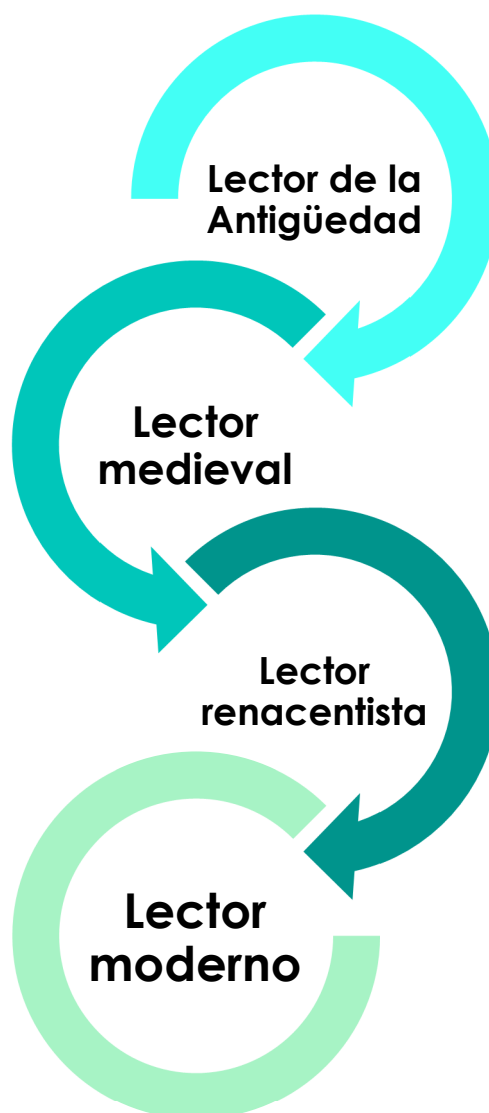 Lector de la
Antigüedad
Lector
medieval
Lector
renacentista
Lector
moderno